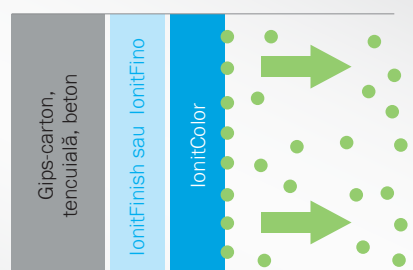 Gips-carton,
tencuială, beton
IonitFinish sau IonitFino
IonitColor